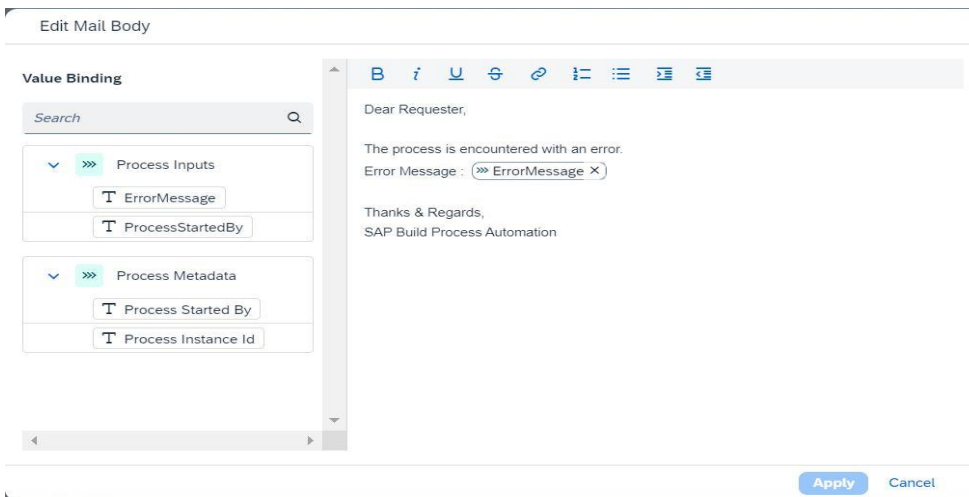 Edit Mail Body
Value Binding
Search
Process Inputs
ErrorMessage
ProcessStartedBy
Process Metadata
Process Started By
Process Instance Id
B i U S
Dear Requester,
The process is encountered with an error.
Error Message : ErrorMessage ×
Thanks & Regards,
SAP Build Process Automation
Apply Cancel